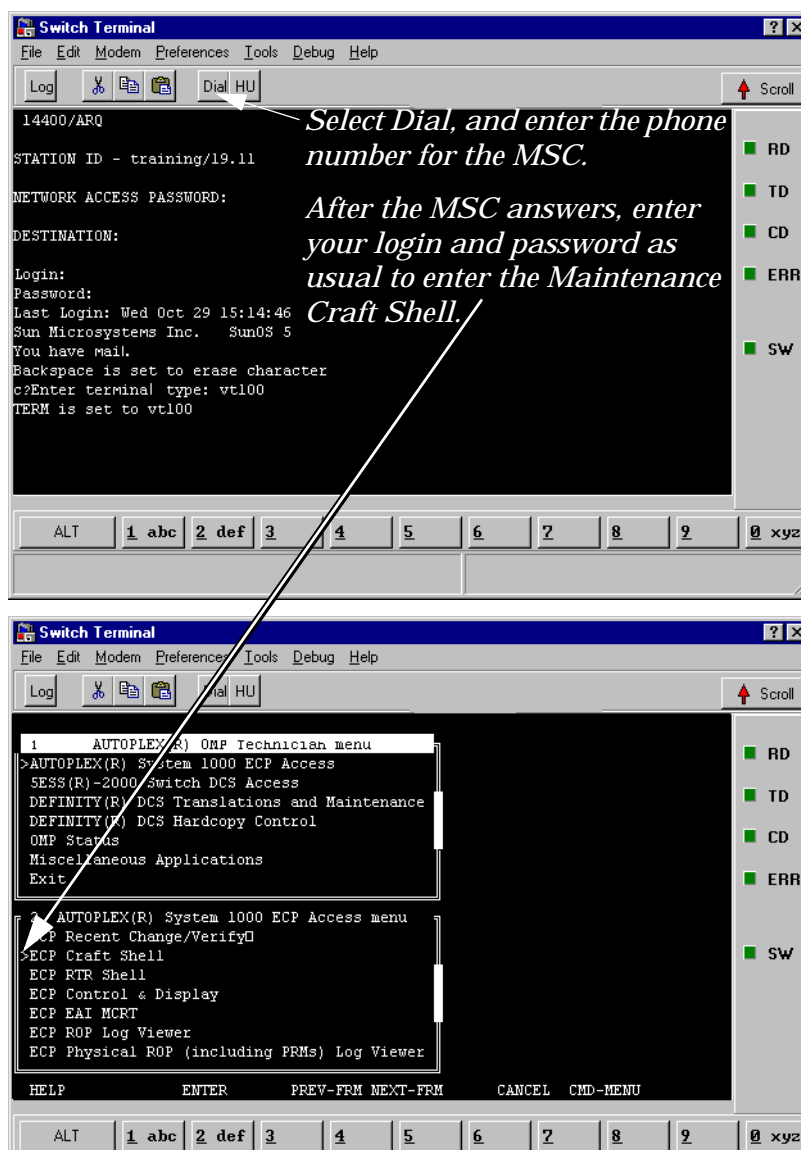 Switch Terminal
File Edit Modem Preferences Tools Debug Help
Log Dial HU Scroll
Select Dial, and enter the phone
number for the MSC.
After the MSC answers, enter
your login and password as
usual to enter the Maintenance
Craft Shell.
14400/ARQ
STATION ID - training/19.11
NETWORK ACCESS PASSWORD:
DESTINATION:
Login:
Password:
Last Login: Wed Oct 29 15:14:46
Sun Microsystems Inc. SunOS 5
You have mail.
Backspace is set to erase character
c?Enter terminal type: vt100
TERM is set to vt100
RD
TD
CD
ERR
SW
ALT 1 abc 2 def 3 4 5 6 7 8 9 0 xyz
Switch Terminal
File Edit Modem Preferences Tools Debug Help
Log Dial HU Scroll
1 AUTOPLEX(R) OMP Technician menu
>AUTOPLEX(R) System 1000 ECP Access
5ESS(R)-2000 Switch DCS Access
DEFINITY(R) DCS Translations and Maintenance
DEFINITY(R) DCS Hardcopy Control
OMP Status
Miscellaneous Applications
Exit
2 AUTOPLEX(R) System 1000 ECP Access menu
ECP Recent Change/Verify
>ECP Craft Shell
ECP RTR Shell
ECP Control & Display
ECP EAI MCRT
ECP ROP Log Viewer
ECP Physical ROP (including PRMs) Log Viewer
HELP ENTER PREV-FRM NEXT-FRM CANCEL CMD-MENU
RD
TD
CD
ERR
SW
ALT 1 abc 2 def 3 4 5 6 7 8 9 0 xyz